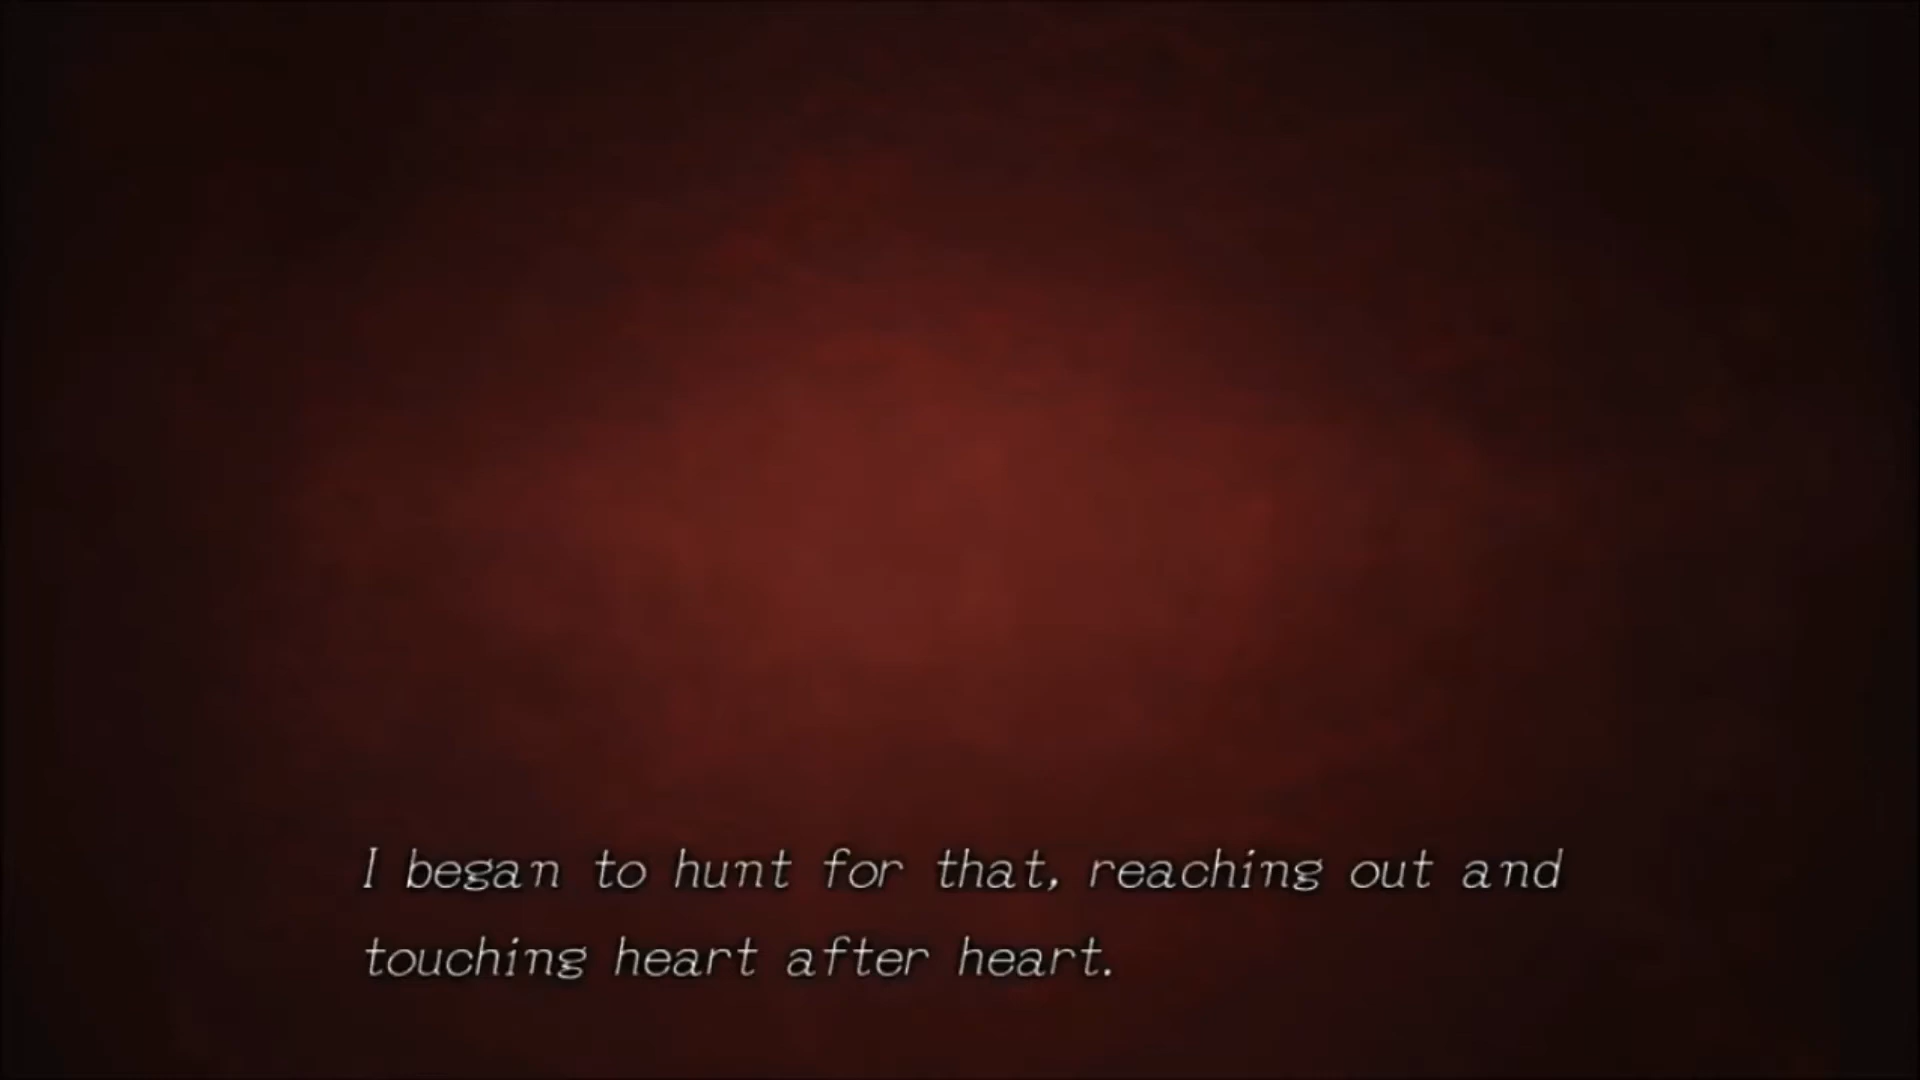 I began to hunt for that, reaching out and
touching heart after heart.